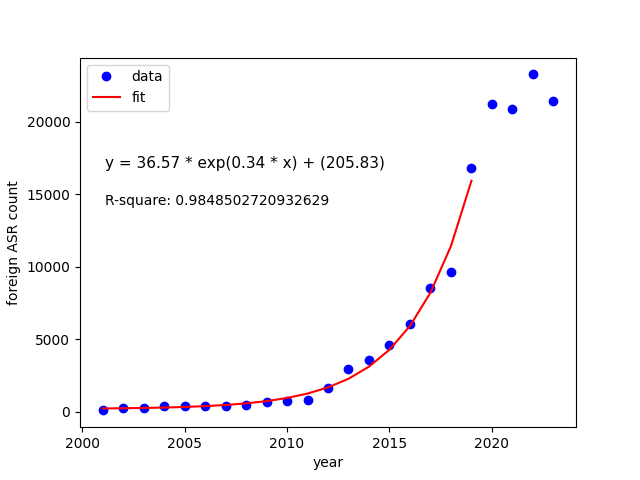 data
fit
y = 36.57 * exp(0.34 * x) + (205.83)
R-square: 0.9848502720932629
foreign ASR count
20000
15000
10000
5000
0
2000 2005 2010 2015 2020
year